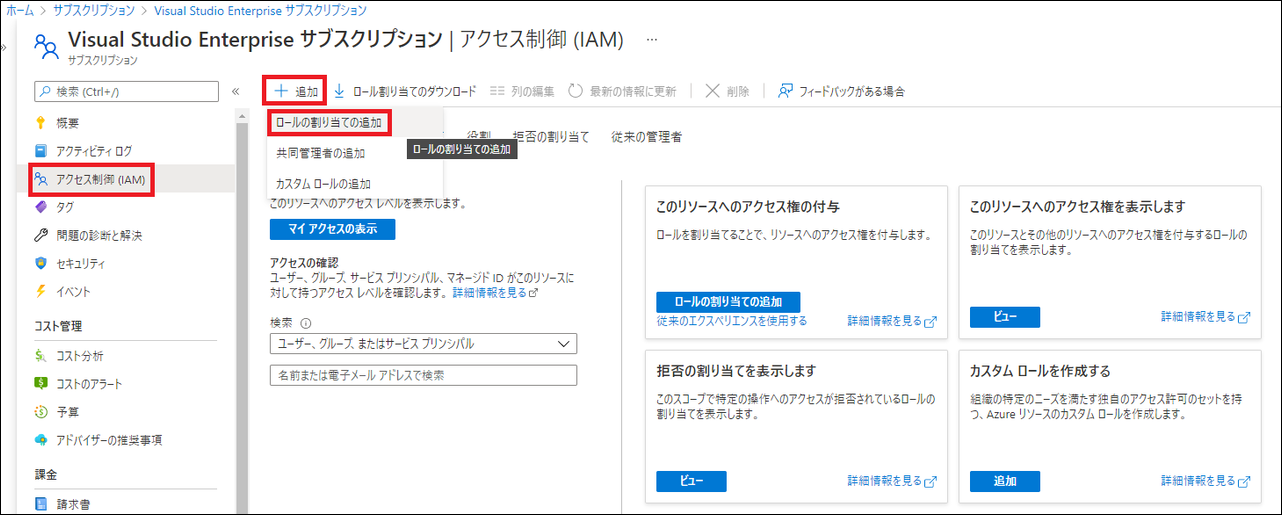 ホーム > サブスクリプション > Visual Studio Enterprise サブスクリプション
»
Visual Studio Enterprise サブスクリプション | アクセス制御 (IAM) …
サブスクリプション
検索 (Ctrl+/)
«
概要
アクティビティ ログ
アクセス制御 (IAM)
タグ
問題の診断と解決
セキュリティ
イベント
コスト管理
コスト分析
コストのアラート
予算
アドバイザーの推奨事項
課金
請求書
追加 ロール割り当てのダウンロード 列の編集 最新の情報に更新 削除 フィードバックがある場合
ロールの割り当ての追加
共同管理者の追加
カスタム ロールの追加
ロールの割り当ての追加
役割 拒否の割り当て 従来の管理者
このリソースへのアクセス レベルを表示します。
マイ アクセスの表示
アクセスの確認
ユーザー、グループ、サービス プリンシパル、マネージド ID がこのリソースに
対して持つアクセス レベルを確認します。 詳細情報を見る
検索
ユーザー、グループ、またはサービス プリンシパル
名前または電子メール アドレスで検索
このリソースへのアクセス権の付与
ロールを割り当てることで、リソースへのアクセス権を付与します。
ロールの割り当ての追加
従来のエクスペリエンスを使用する 詳細情報を見る
このリソースへのアクセス権を表示します
このリソースとその他のリソースへのアクセス権を付与するロールの
割り当てを表示します。
ビュー 詳細情報を見る
拒否の割り当てを表示します
このスコープで特定の操作へのアクセスが拒否されているロールの
割り当てを表示します。
ビュー 詳細情報を見る
カスタム ロールを作成する
組織の特定のニーズを満たす独自のアクセス許可のセットを持
つ、Azure リソースのカスタム ロールを作成します。
追加 詳細情報を見る